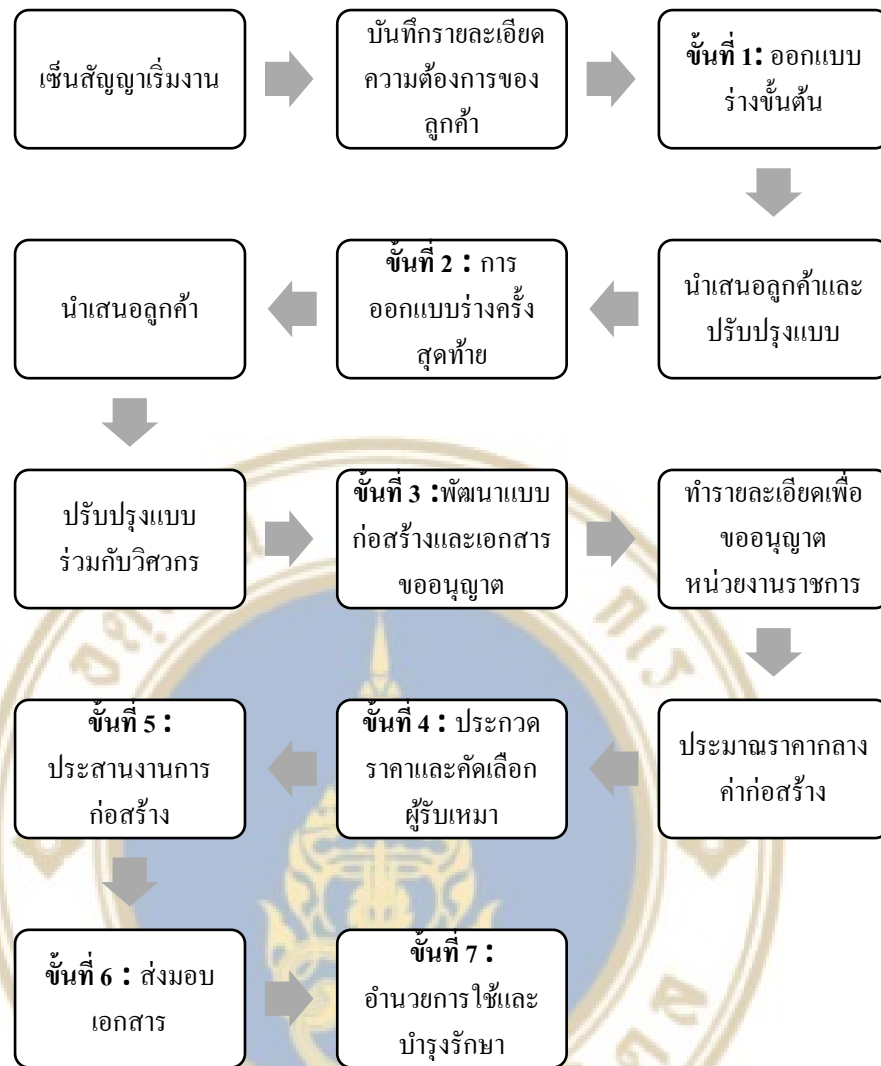 เซ็นสัญญาเริ่มงาน
บันทึกรายละเอียด
ความต้องการของ
ลูกค้า
ขั้นที่ 1: ออกแบบ
ร่างขั้นต้น
นำเสนอลูกค้าและ
ปรับปรุงแบบ
ขั้นที่ 2 : การ
ออกแบบร่างครั้ง
สุดท้าย
นำเสนอลูกค้า
ปรับปรุงแบบ
ร่วมกับวิศวกร
ขั้นที่ 3 :พัฒนาแบบ
ก่อสร้างและเอกสาร
ขออนุญาต
ทำรายละเอียดเพื่อ
ขออนุญาต
หน่วยงานราชการ
ประมาณราคากลาง
ค่าก่อสร้าง
ขั้นที่ 4 : ประกวด
ราคาและคัดเลือก
ผู้รับเหมา
ขั้นที่ 5 :
ประสานงานการ
ก่อสร้าง
ขั้นที่ 6 : ส่งมอบ
เอกสาร
ขั้นที่ 7 :
อำนวยการใช้และ
บำรุงรักษา